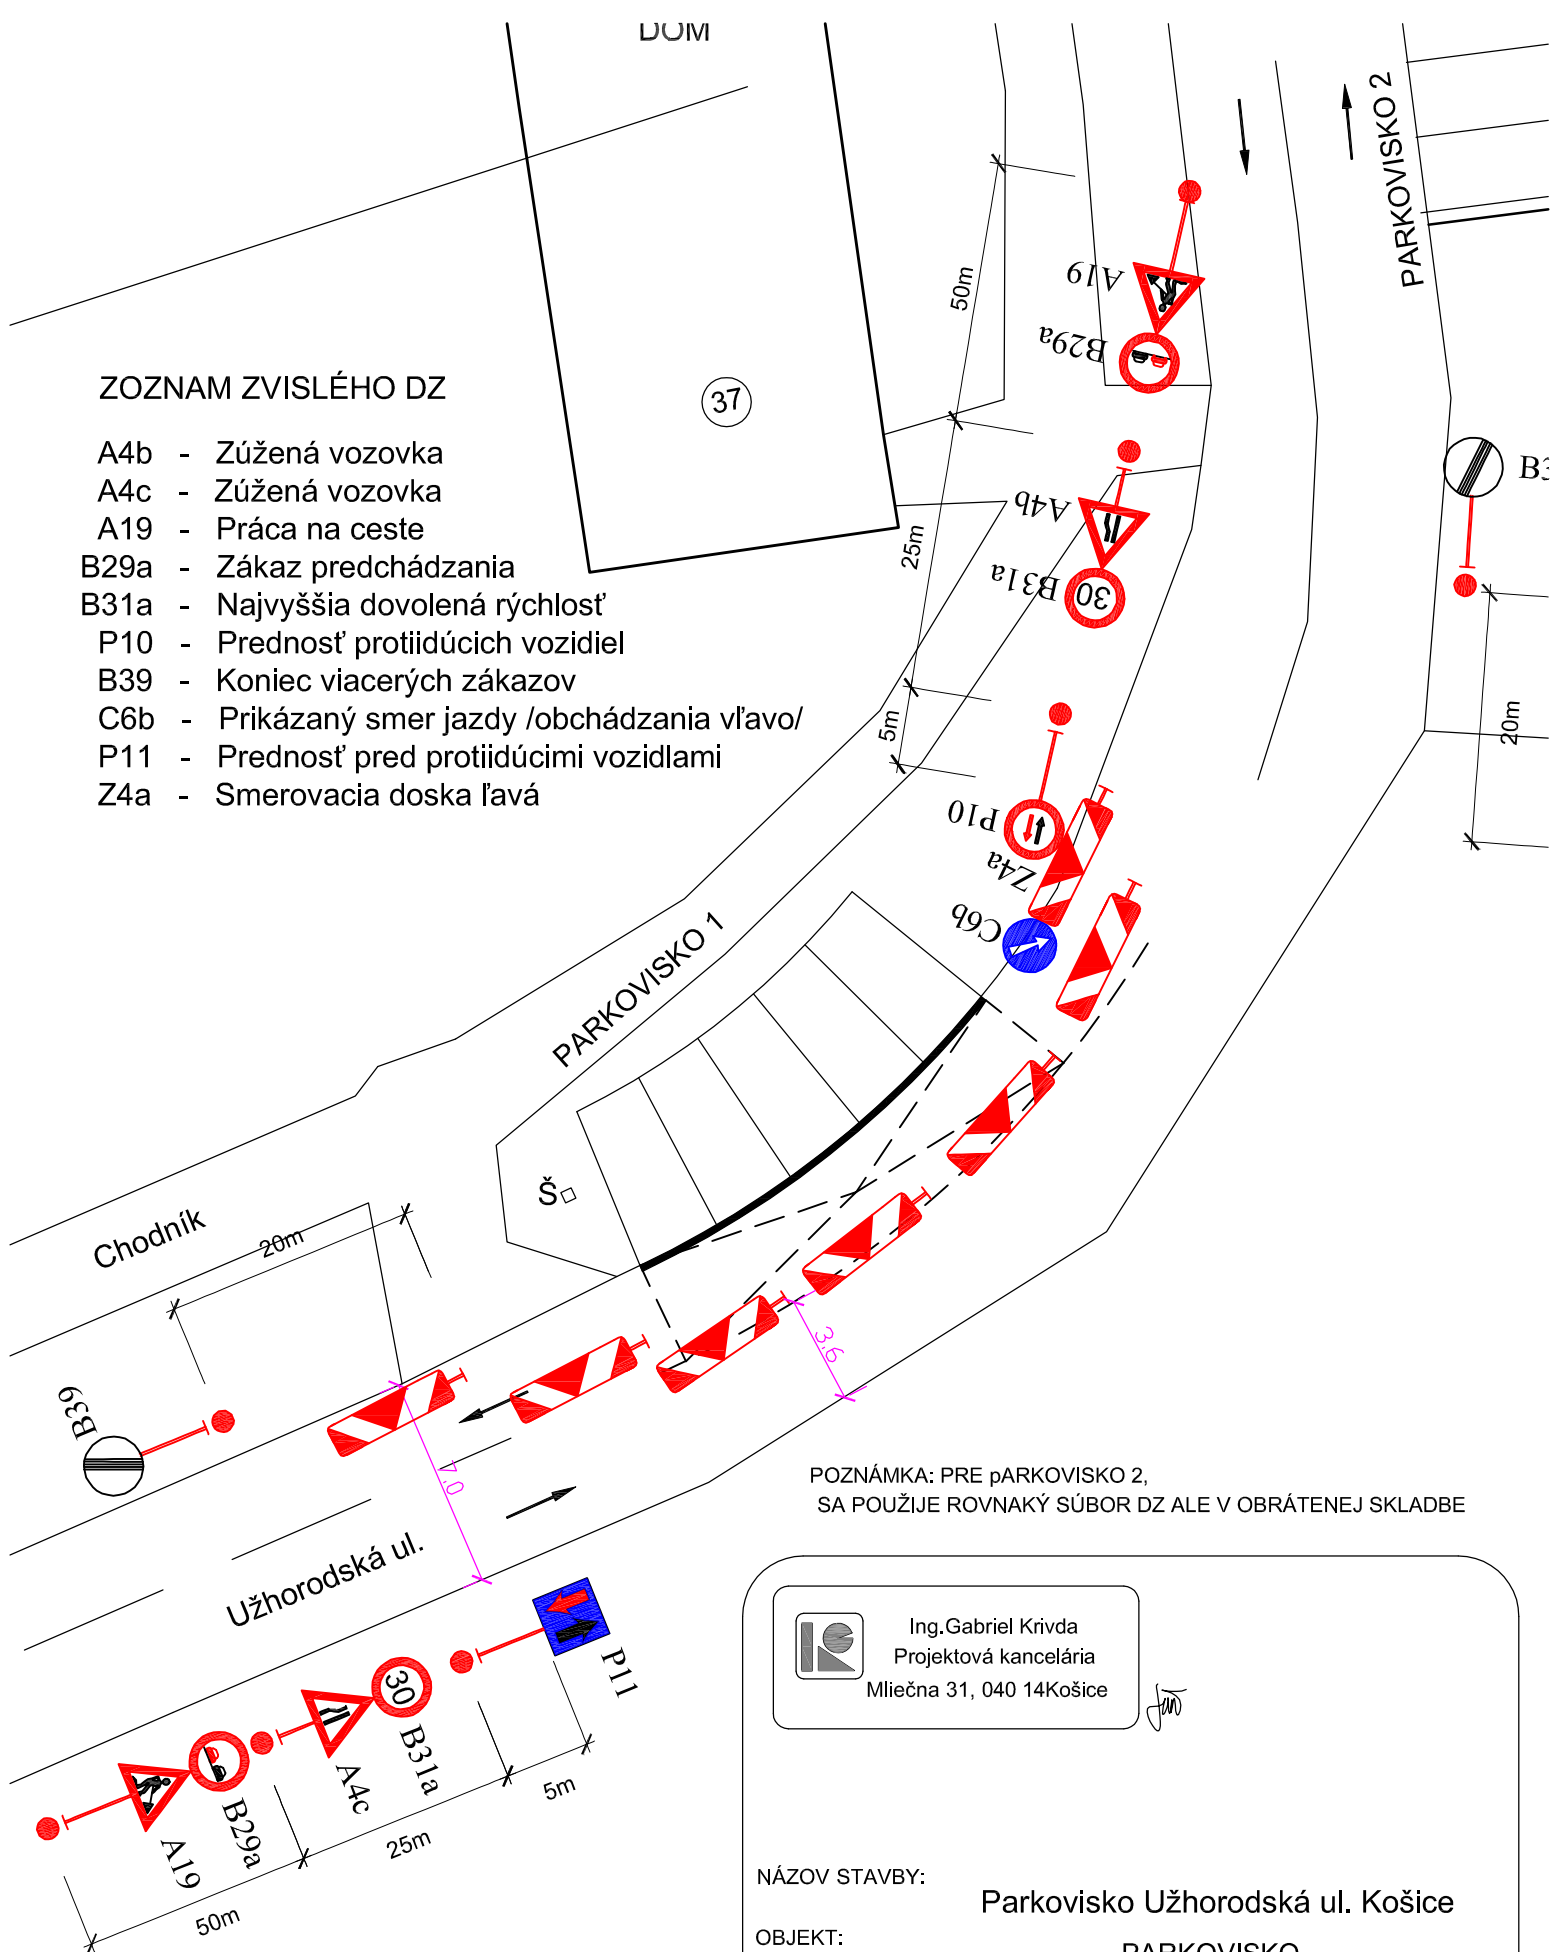 DOM
PARKOVISKO 2
50m
A19
B29a
37
ZOZNAM ZVISLÉHO DZ
A4b - Zúžená vozovka
A4c - Zúžená vozovka
A19 - Práca na ceste
B29a - Zákaz predchádzania
B31a - Najvyššia dovolená rýchlosť
P10 - Prednosť protiidúcich vozidiel
B39 - Koniec viacerých zákazov
C6b - Prikázaný smer jazdy /obchádzania vľavo/
P11 - Prednosť pred protiidúcimi vozidlami
Z4a - Smerovacia doska ľavá
A4b
25m
B31a
30
5m
20m
P10
Z4a
C6b
PARKOVISKO 1
Š
Chodník
20m
B39
3,6
7,0
Užhorodská ul.
POZNÁMKA: PRE pARKOVISKO 2,
SA POUŽIJE ROVNAKÝ SÚBOR DZ ALE V OBRÁTENEJ SKLADBE
P11
30
B31a
A4c
B29a
A19
5m
25m
50m
Ing.Gabriel Krivda
Projektová kancelária
Mliečna 31, 040 14Košice
NÁZOV STAVBY:
Parkovisko Užhorodská ul. Košice
OBJEKT:
PARKOVISKO